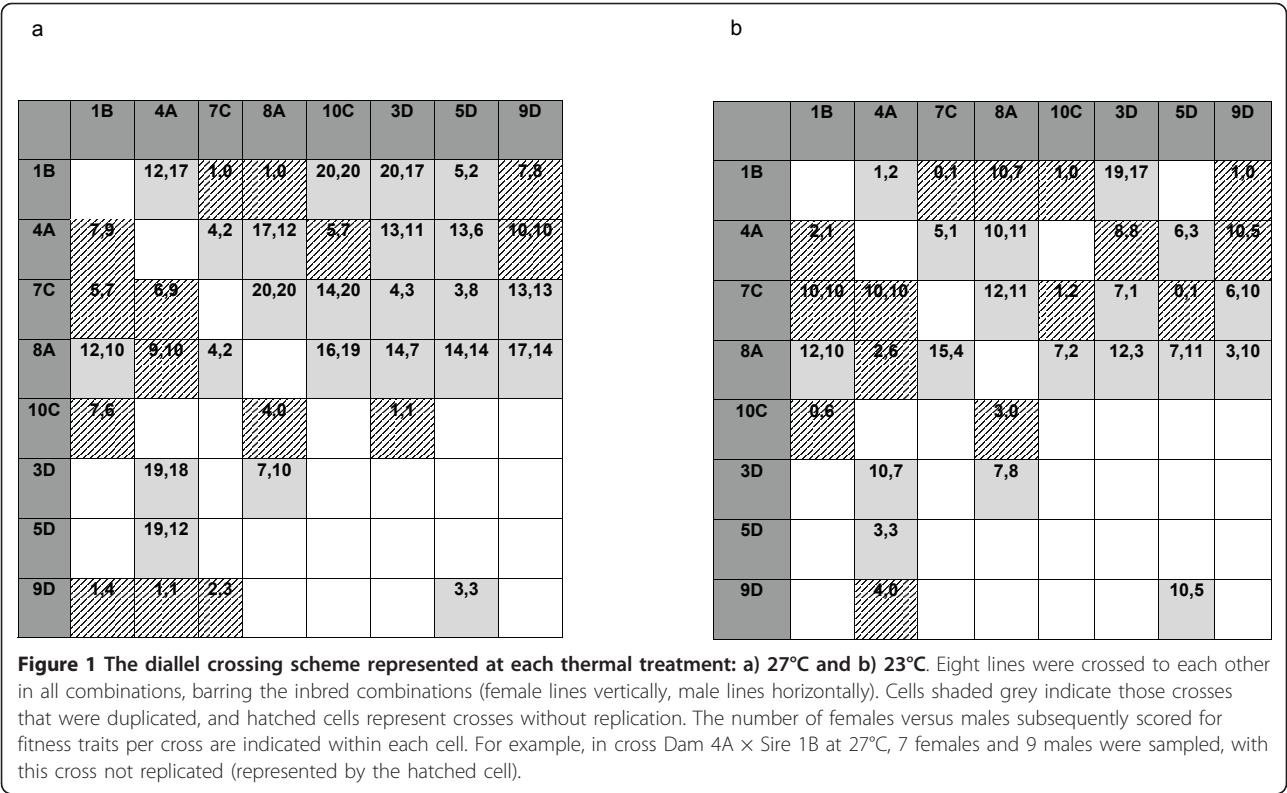 a
b
1B 4A 7C 8A 10C 3D 5D 9D
1B 12,17 1,0 1,0 20,20 20,17 5,2 7,8
4A 7,9 4,2 17,12 5,7 13,11 13,6 10,10
7C 6,9 20,20 14,20 4,3 3,8 13,13
8A 12,10 9,10 4,2 16,19 14,7 14,14 17,14
10C 7,6 4,0 1,1
3D 19,18 7,10
5D 19,12
9D 1,4 1,1 2,3 3,3
1B 4A 7C 8A 10C 3D 5D 9D
1B 1,2 0,1 10,7 1,0 19,17 1,0
4A 2,1 5,1 10,11 8,8 6,3 10,5
7C 10,10 10,10 12,11 1,2 7,1 0,1 6,10
8A 12,10 2,6 15,4 7,2 12,3 7,11 3,10
10C 0,6 3,0
3D 10,7 7,8
5D 3,3
9D 4,0 10,5
Figure 1 The diallel crossing scheme represented at each thermal treatment: a) 27°C and b) 23°C. Eight lines were crossed to each other
in all combinations, barring the inbred combinations (female lines vertically, male lines horizontally). Cells shaded grey indicate those crosses
that were duplicated, and hatched cells represent crosses without replication. The number of females versus males subsequently scored for
fitness traits per cross are indicated within each cell. For example, in cross Dam 4A × Sire 1B at 27°C, 7 females and 9 males were sampled, with
this cross not replicated (represented by the hatched cell).